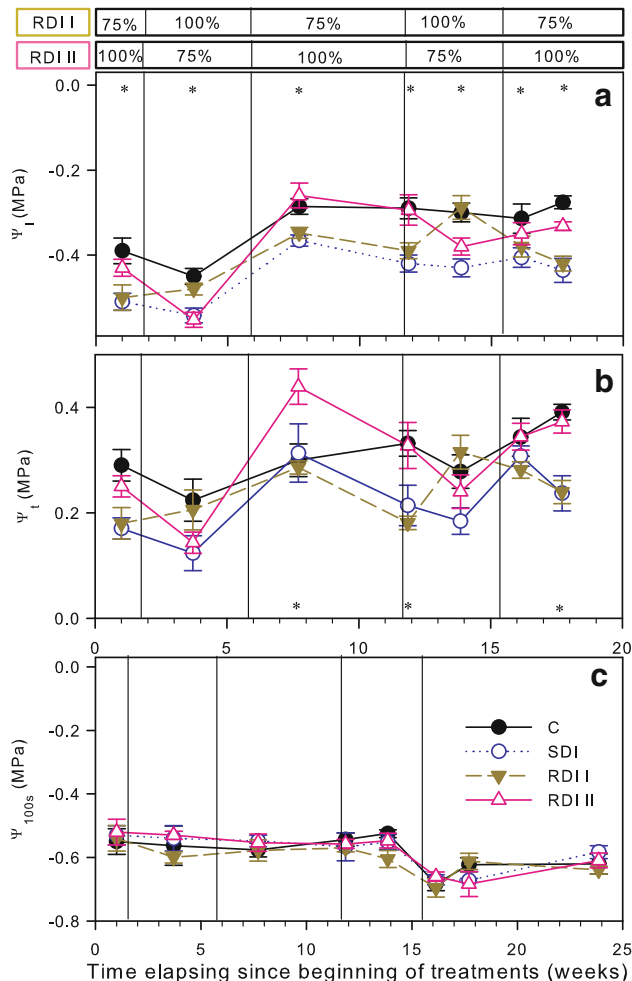 RDI I 75% 100% 75% 100% 75%
RDI II 100% 75% 100% 75% 100%
0.0 * * * * * * * a
-0.2
-0.4
Ψl (MPa)
b
0.4
0.2
0.0 * * *
Ψt (MPa)
0 5 10 15 20
0.0 c
-0.2
-0.4
-0.6
-0.8
Ψ100s (MPa)
C
SDI
RDI I
RDI II
0 5 10 15 20 25
Time elapsing since beginning of treatments (weeks)